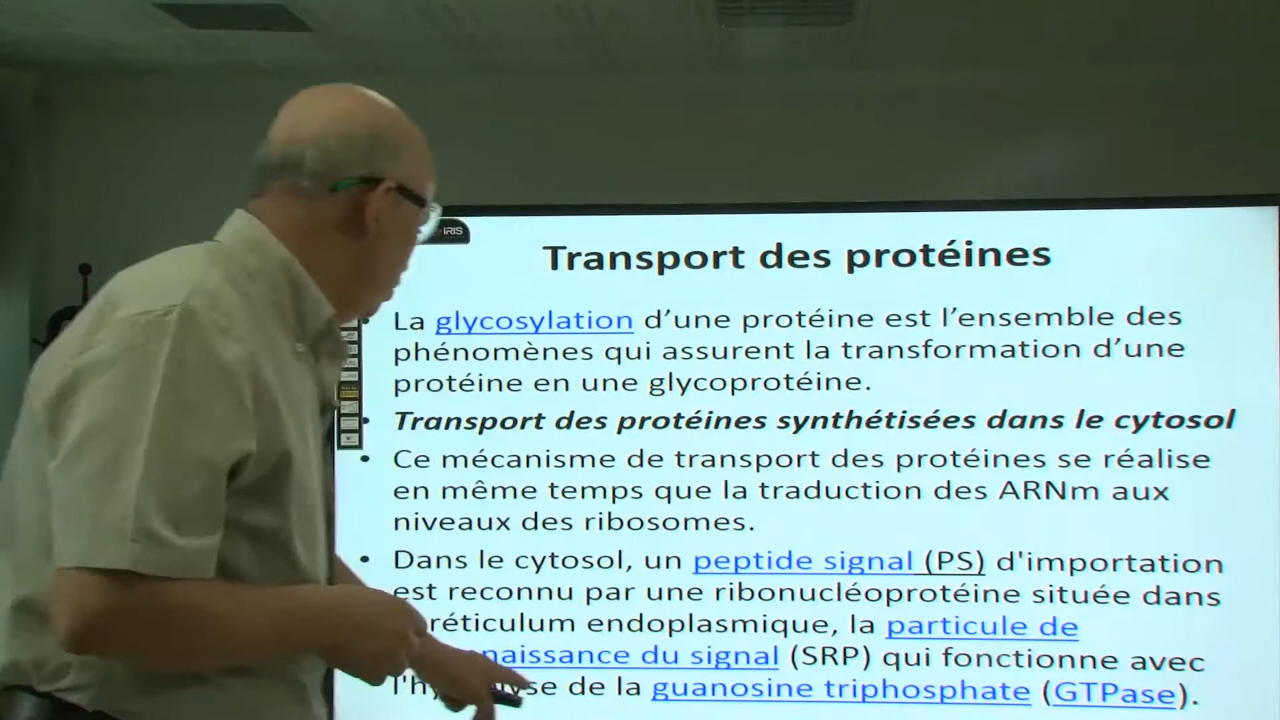 IRIS
Transport des protéines
• La glycosylation d’une protéine est l’ensemble des
phénomènes qui assurent la transformation d’une
protéine en une glycoprotéine.
• Transport des protéines synthétisées dans le cytosol
• Ce mécanisme de transport des protéines se réalise
en même temps que la traduction des ARNm aux
niveaux des ribosomes.
• Dans le cytosol, un peptide signal (PS) d'importation
est reconnu par une ribonucléoprotéine située dans
réticulum endoplasmique, la particule de
naissance du signal (SRP) qui fonctionne avec
de la guanosine triphosphate (GTPase).